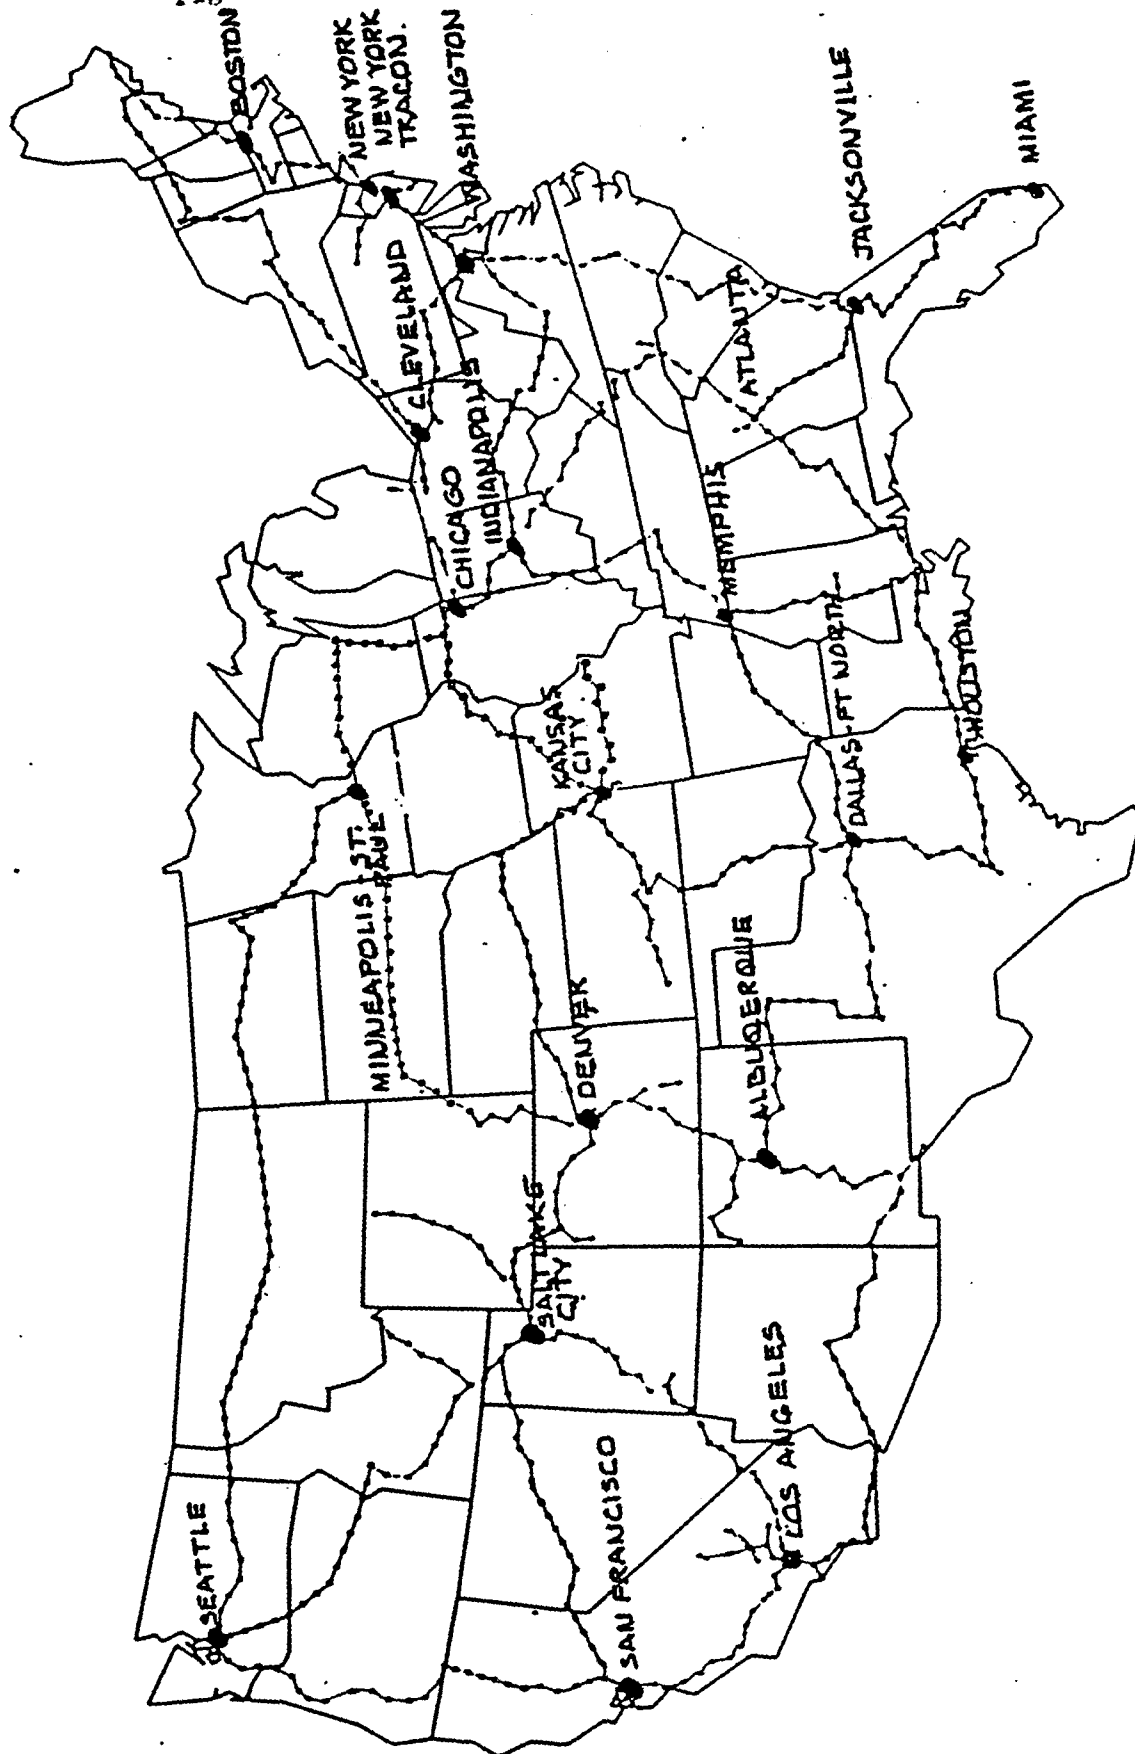 SEATTLE
SAN FRANCISCO
LOS ANGELES
SALT LAKE
CITY
DENVER
ALBUQUERQUE
MINNEAPOLIS - ST.
PAUL
KANSAS
CITY
DALLAS-FT NORTH
HOUSTON
CHICAGO
INDIANAPOLIS
MEMPHIS
CLEVELAND
ATLANTA
BOSTON
NEW YORK
NEW YORK
TRACON.
WASHINGTON
JACKSONVILLE
MIAMI